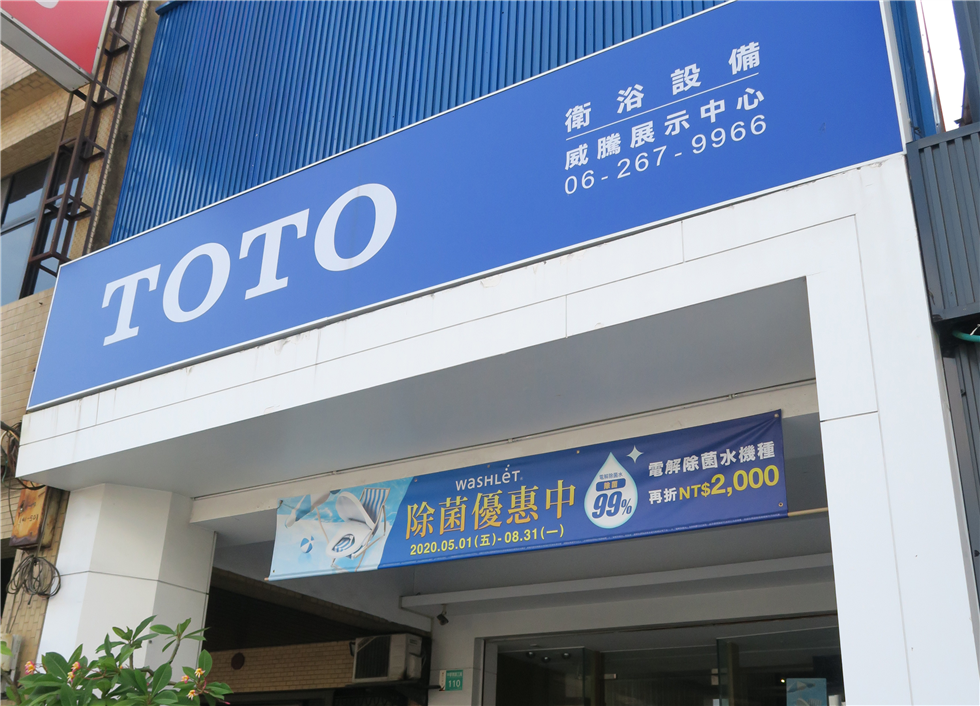 衛浴設備
威騰展示中心
06-267-9966
TOTO
WASHLET
除菌優惠中
2020.05.01(五)-08.31(一)
除菌
99%
電解除菌水機種
再折NT$2,000
110